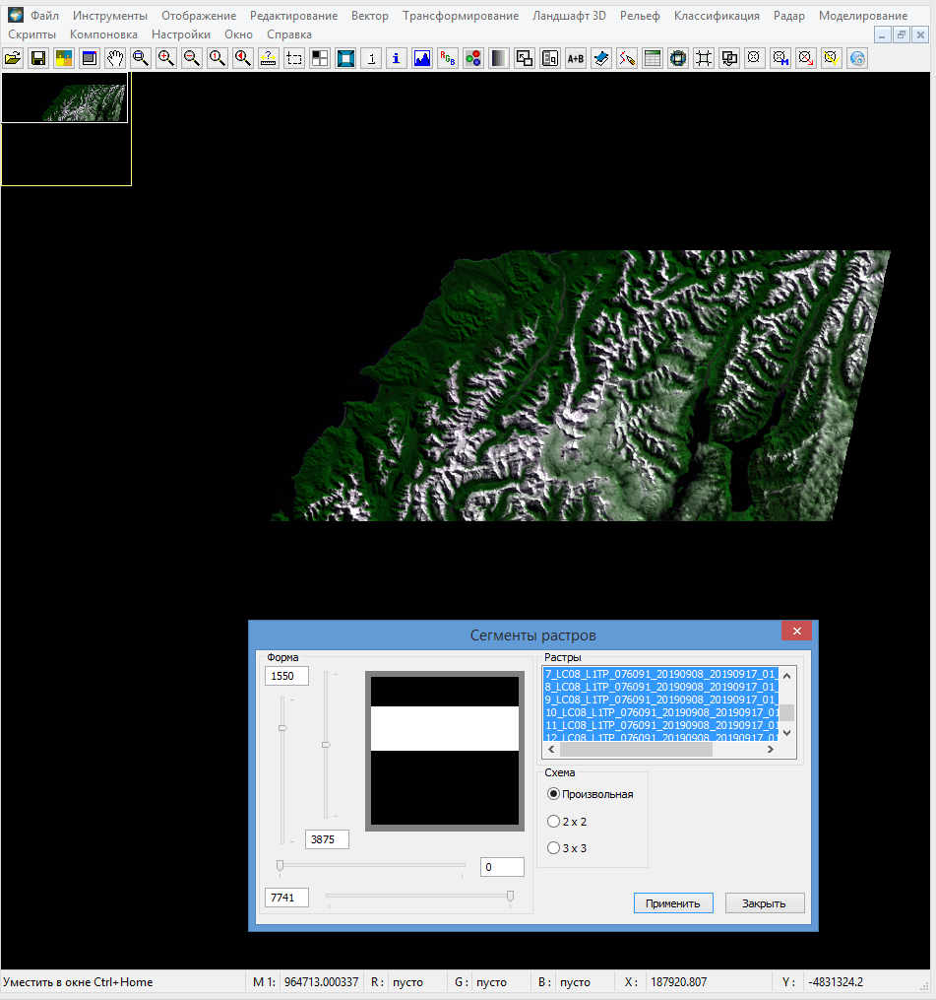 Файл Инструменты Отображение Редактирование Вектор Трансформирование Ландшафт 3D Рельеф Классификация Радар Моделирование
Скрипты Компоновка Настройки Окно Справка
A+B
Сегменты растров
Форма
1550
3875
0
7741
Растры
7_LC08_L1TP_076091_20190908_20190917_01_
8_LC08_L1TP_076091_20190908_20190917_01_
9_LC08_L1TP_076091_20190908_20190917_01_
10_LC08_L1TP_076091_20190908_20190917_01
11_LC08_L1TP_076091_20190908_20190917_01
12_LC08_L1TP_076091_20190908_20190917_01
Схема
Произвольная
2 x 2
3 x 3
Применить
Закрыть
Уместить в окне Ctrl+Home M 1: 964713.000337 R : пусто G : пусто B : пусто X : 187920.807 Y : -4831324.2